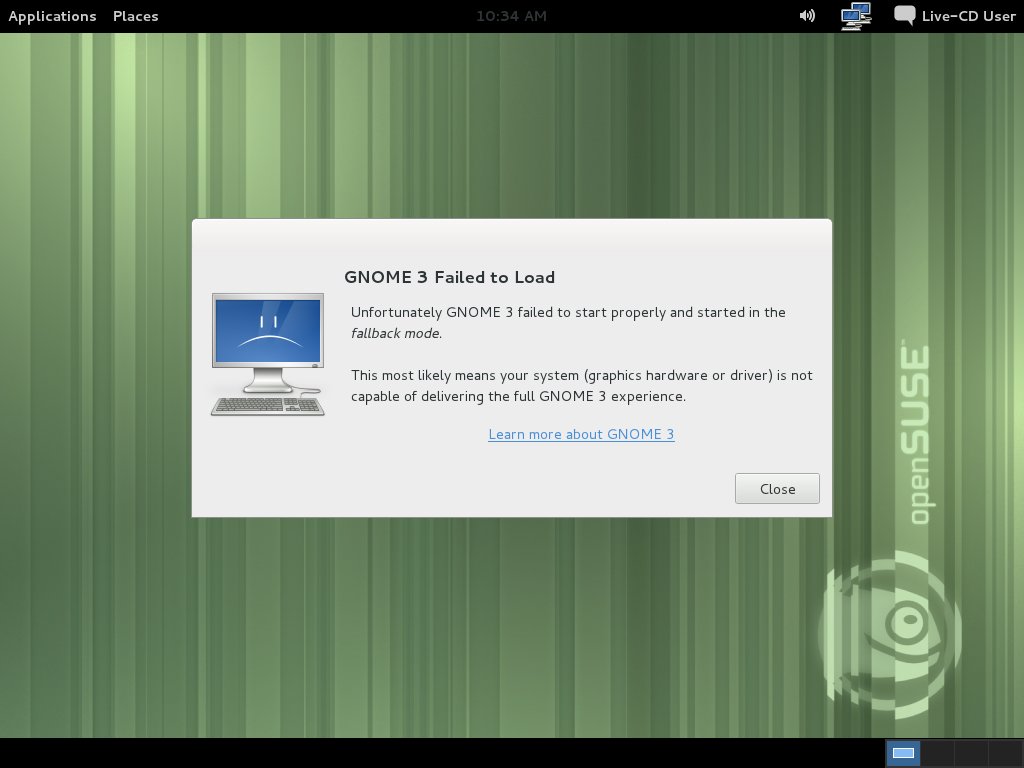 Applications Places 10:34 AM Live-CD User
GNOME 3 Failed to Load
Unfortunately GNOME 3 failed to start properly and started in the
fallback mode.
This most likely means your system (graphics hardware or driver) is not
capable of delivering the full GNOME 3 experience.
Learn more about GNOME 3
Close
openSUSE™